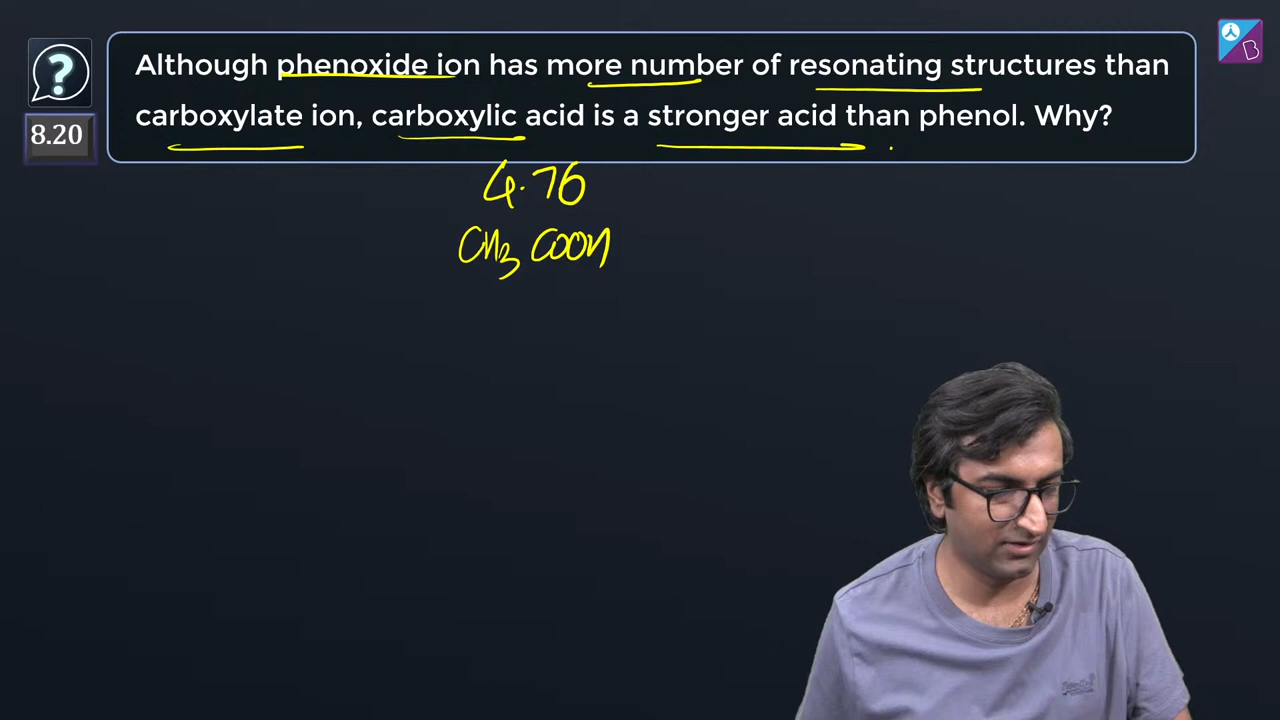 Although phenoxide ion has more number of resonating structures than
8.20
carboxylate ion, carboxylic acid is a stronger acid than phenol. Why?
4.76
CH3 COOH